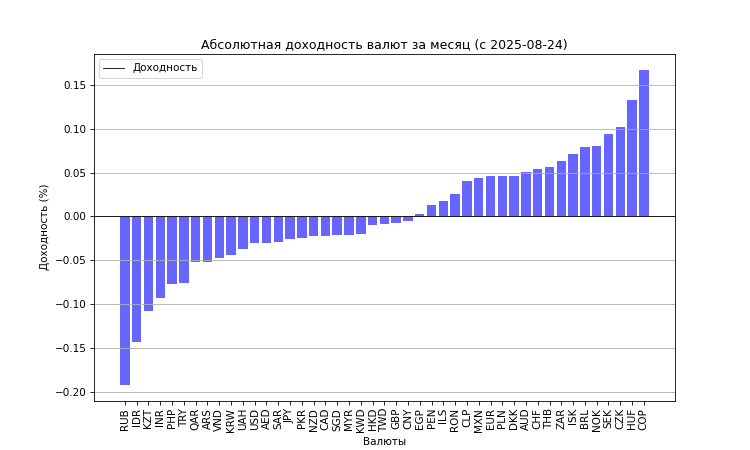 Абсолютная доходность валют за месяц (с 2025-08-24)
Доходность
0.15
0.10
0.05
0.00
−0.05
−0.10
−0.15
−0.20
Доходность (%)
RUB IDR KZT INR PHP TRY QAR ARS VND KRW UAH USD AED SAR JPY PKR NZD CAD SGD MYR KWD HKD TWD GBP CNY EGP PEN ILS RON CLP MXN EUR PLN DKK AUD CHF THB ZAR ISK BRL NOK SEK CZK HUF COP
Валюты